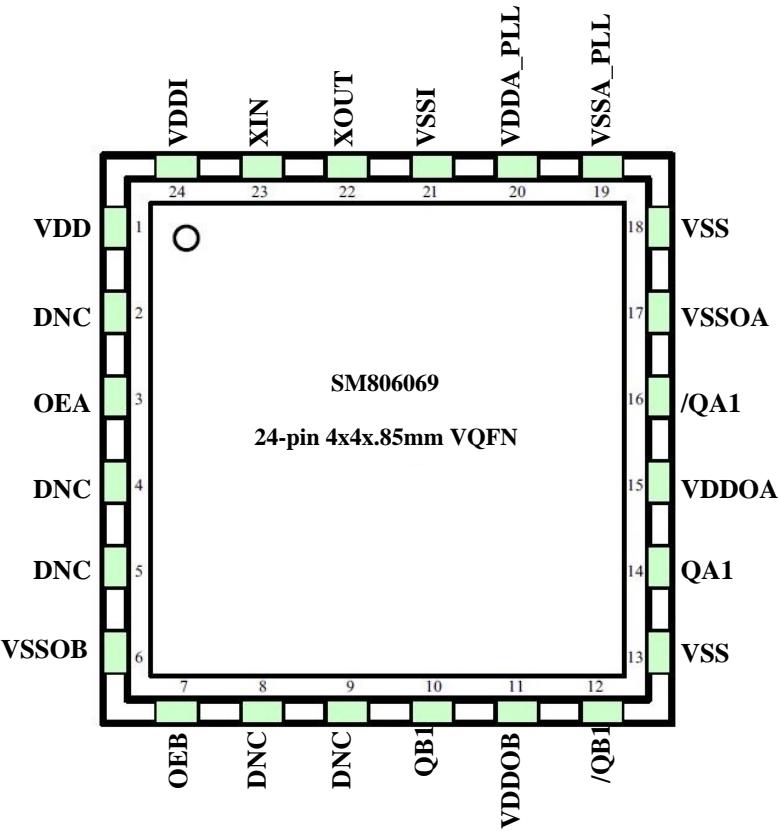 VDDI
XIN
XOUT
VSSI
VDDA_PLL
VSSA_PLL
24
23
22
21
20
19
VDD
1
18
VSS
DNC
2
17
VSSOA
OEA
3
16
/QA1
DNC
4
15
VDDOA
DNC
5
14
QA1
VSSOB
6
13
VSS
SM806069
24-pin 4x4x.85mm VQFN
7
8
9
10
11
12
OEB
DNC
DNC
QB1
VDDOB
/QB1